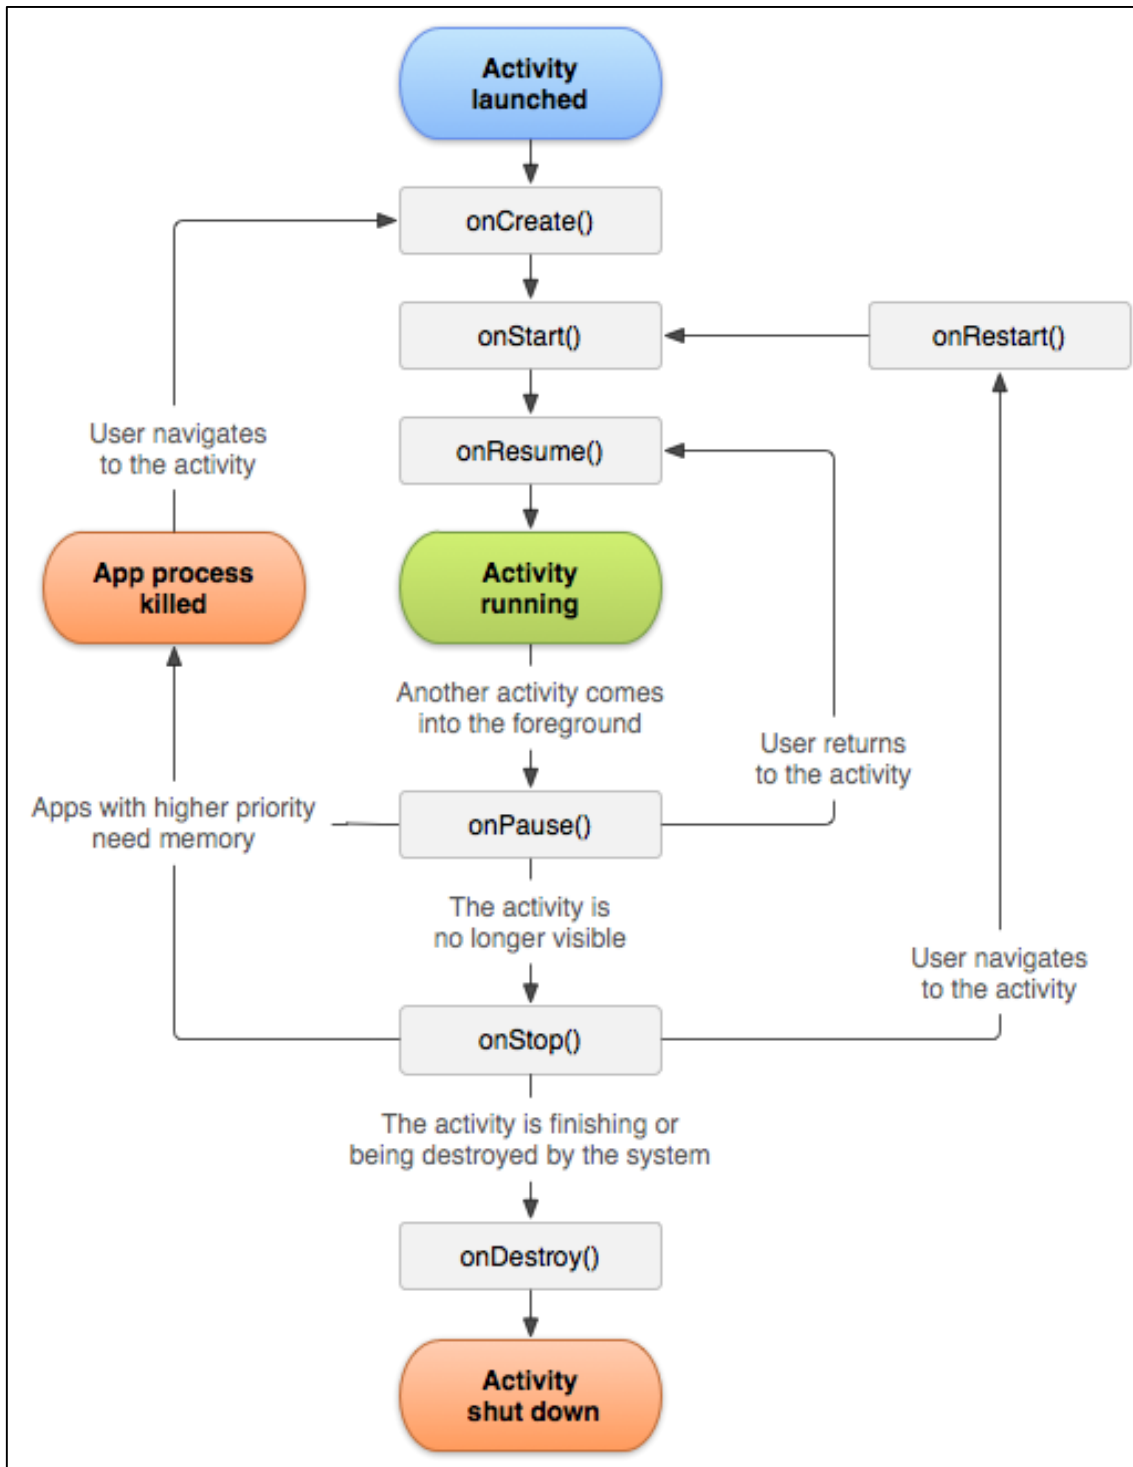 Activity
launched
onCreate()
onStart()
onRestart()
User navigates
to the activity
onResume()
App process
killed
Activity
running
Another activity comes
into the foreground
User returns
to the activity
Apps with higher priority
need memory
onPause()
The activity is
no longer visible
User navigates
to the activity
onStop()
The activity is finishing or
being destroyed by the system
onDestroy()
Activity
shut down